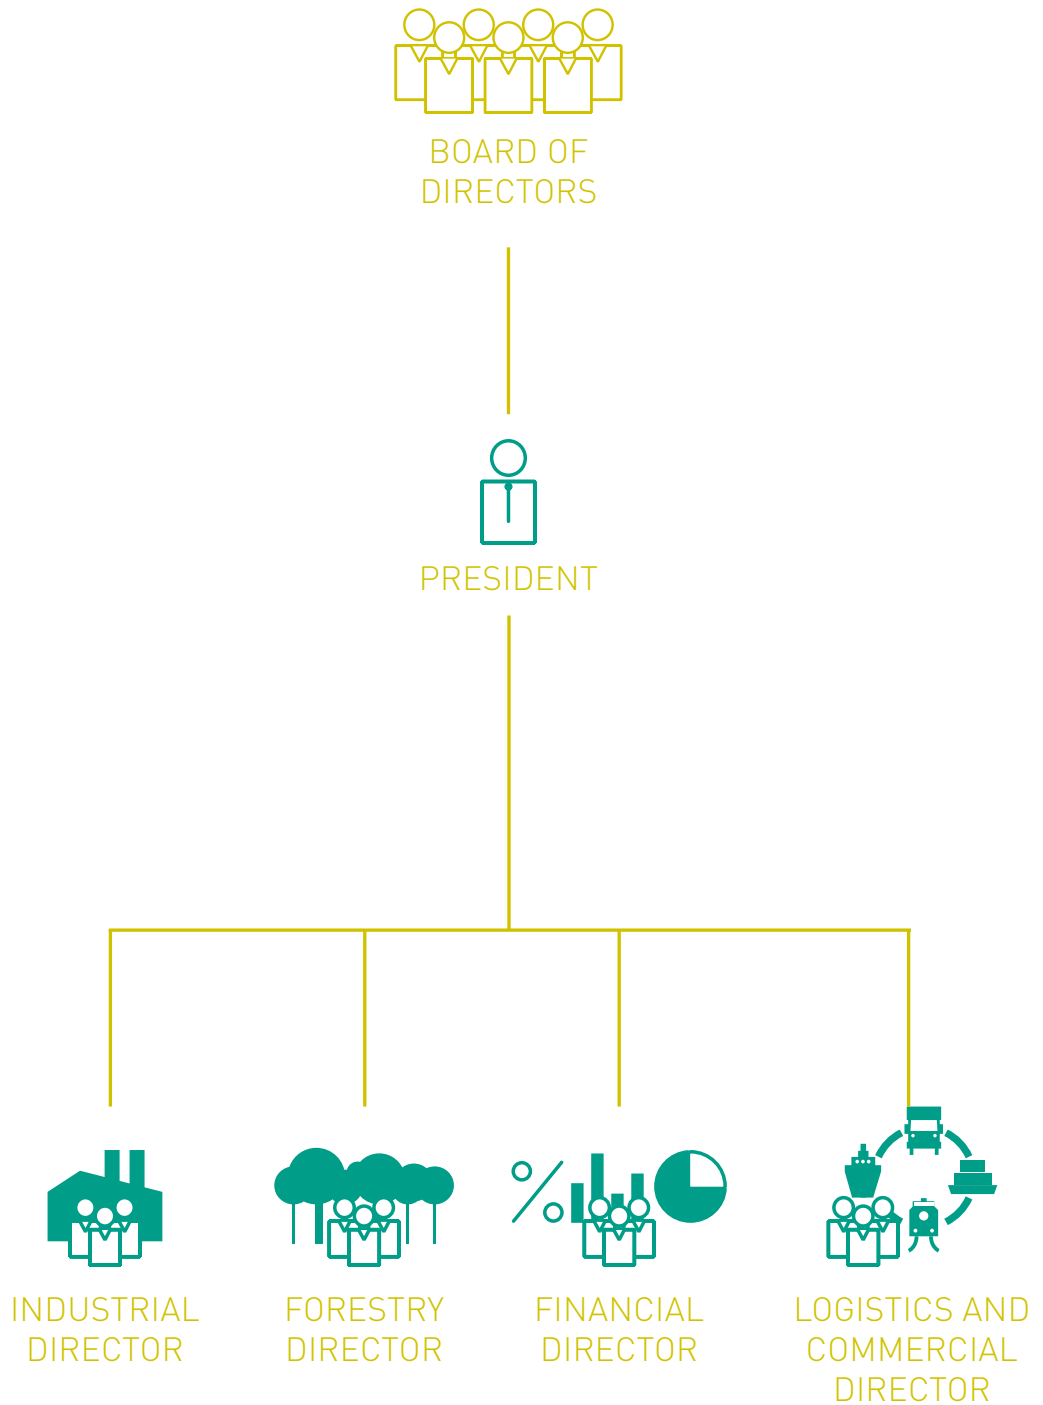 BOARD OF
DIRECTORS
PRESIDENT
INDUSTRIAL
DIRECTOR
FORESTRY
DIRECTOR
FINANCIAL
DIRECTOR
LOGISTICS AND
COMMERCIAL
DIRECTOR